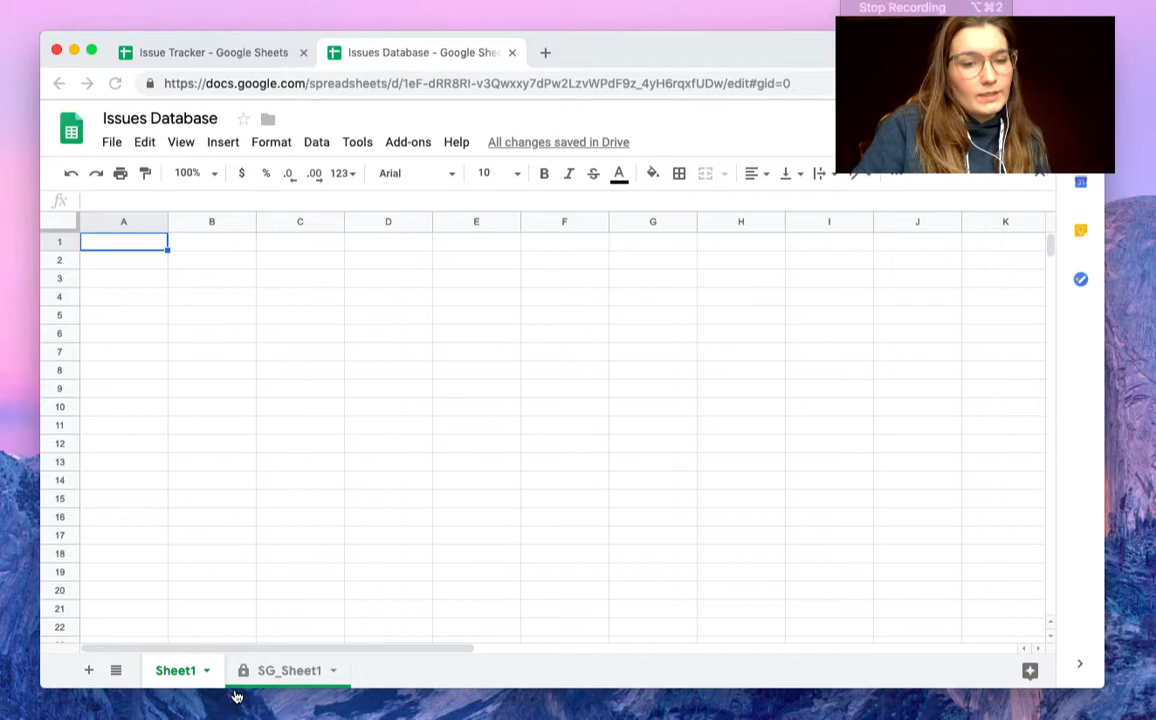 Stop Recording ⌥⌘2
Issue Tracker - Google Sheets
Issues Database - Google She
https://docs.google.com/spreadsheets/d/1eF-dRR8RI-v3Qwxxy7dPw2LzvWPdF9z_4yH6rqxfUDw/edit#gid=0
Issues Database
File Edit View Insert Format Data Tools Add-ons Help All changes saved in Drive
100% $ % .0 .00 123 Arial 10 B I S A
fx
A B C D E F G H I J K
1
2
3
4
5
6
7
8
9
10
11
12
13
14
15
16
17
18
19
20
21
22
Sheet1 SG_Sheet1